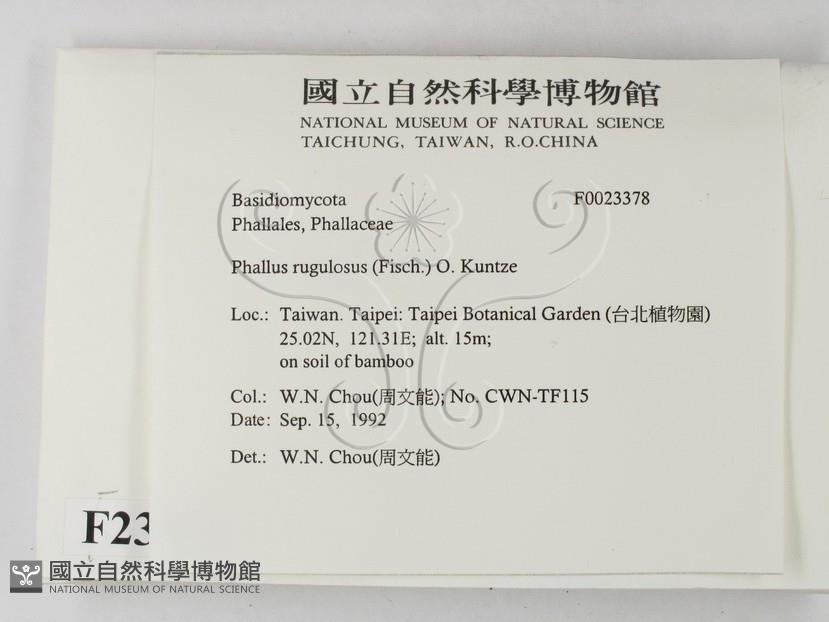 國立自然科學博物館
NATIONAL MUSEUM OF NATURAL SCIENCE
TAICHUNG, TAIWAN, R.O.CHINA
Basidiomycota F0023378
Phallales, Phallaceae
Phallus rugulosus (Fisch.) O. Kuntze
Loc.: Taiwan. Taipei: Taipei Botanical Garden (台北植物園)
25.02N, 121.31E; alt. 15m;
on soil of bamboo
Col.: W.N. Chou(周文能); No. CWN-TF115
Date: Sep. 15, 1992
Det.: W.N. Chou(周文能)
F23
國立自然科學博物館
NATIONAL MUSEUM OF NATURAL SCIENCE